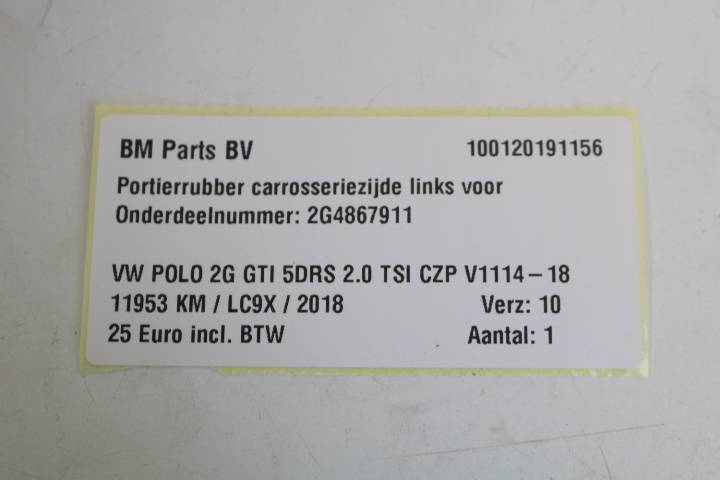 BM Parts BV 100120191156
Portierrubber carrosseriezijde links voor
Onderdeelnummer: 2G4867911
VW POLO 2G GTI 5DRS 2.0 TSI CZP V1114-18
11953 KM / LC9X / 2018 Verz: 10
25 Euro incl. BTW Aantal: 1